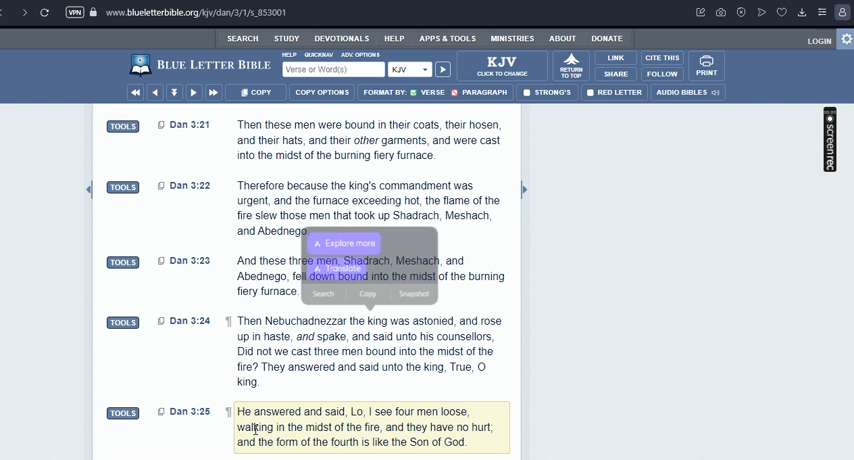 VPN www.blueletterbible.org/kjv/dan/3/1/s_853001
SEARCH STUDY DEVOTIONALS HELP APPS & TOOLS MINISTRIES ABOUT DONATE LOGIN
BLUE LETTER BIBLE
HELP QUICKNAV ADV. OPTIONS
Verse or Word(s) KJV
KJV
CLICK TO CHANGE
RETURN TO TOP
LINK CITE THIS
SHARE FOLLOW
PRINT
COPY COPY OPTIONS FORMAT BY: VERSE PARAGRAPH STRONG'S RED LETTER AUDIO BIBLES
TOOLS Dan 3:21 Then these men were bound in their coats, their hosen,
and their hats, and their other garments, and were cast
into the midst of the burning fiery furnace.
TOOLS Dan 3:22 Therefore because the king's commandment was
urgent, and the furnace exceeding hot, the flame of the
fire slew those men that took up Shadrach, Meshach,
and Abednego.
TOOLS Dan 3:23 And these three men, Shadrach, Meshach, and
Abednego, fell down bound into the midst of the burning
fiery furnace.
Explore more
Translate
Search Copy Snapshot
TOOLS Dan 3:24 ¶ Then Nebuchadnezzar the king was astonied, and rose
up in haste, and spake, and said unto his counsellors,
Did not we cast three men bound into the midst of the
fire? They answered and said unto the king, True, O
king.
TOOLS Dan 3:25 ¶ He answered and said, Lo, I see four men loose,
walking in the midst of the fire, and they have no hurt;
and the form of the fourth is like the Son of God.
screenrec